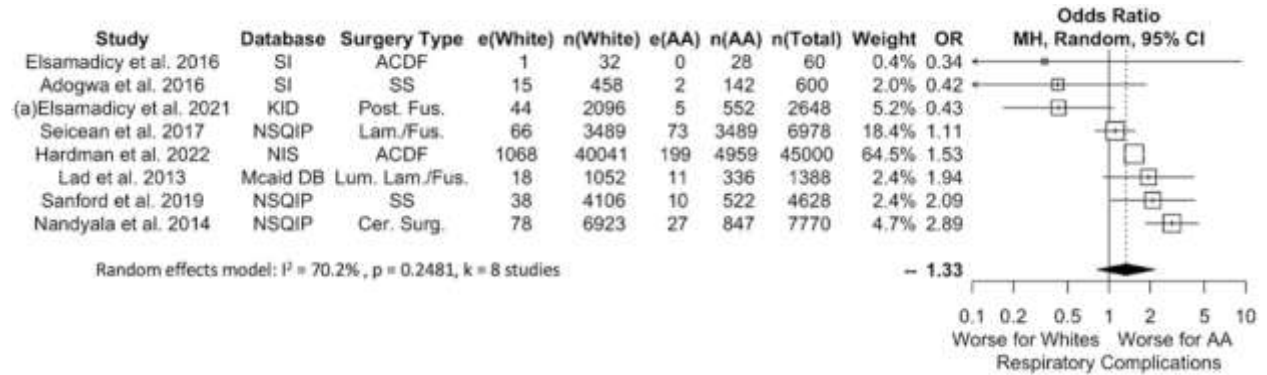 Odds Ratio
Study Database Surgery Type e(White) n(White) e(AA) n(AA) n(Total) Weight OR MH, Random, 95% CI
Elsamadicy et al. 2016 SI ACDF 1 32 0 28 60 0.4% 0.34
Adogwa et al. 2016 SI SS 15 458 2 142 600 2.0% 0.42
(a)Elsamadicy et al. 2021 KID Post. Fus. 44 2096 5 552 2648 5.2% 0.43
Seicean et al. 2017 NSQIP Lam./Fus. 66 3489 73 3489 6978 18.4% 1.11
Hardman et al. 2022 NIS ACDF 1068 40041 199 4959 45000 64.5% 1.53
Lad et al. 2013 Mcaid DB Lum. Lam./Fus. 18 1052 11 336 1388 2.4% 1.94
Sanford et al. 2019 NSQIP SS 38 4106 10 522 4628 2.4% 2.09
Nandyala et al. 2014 NSQIP Cer. Surg. 78 6923 27 847 7770 4.7% 2.89
Random effects model: I² = 70.2% , p = 0.2481, k = 8 studies -- 1.33
0.1 0.2 0.5 1 2 5 10
Worse for Whites Worse for AA
Respiratory Complications